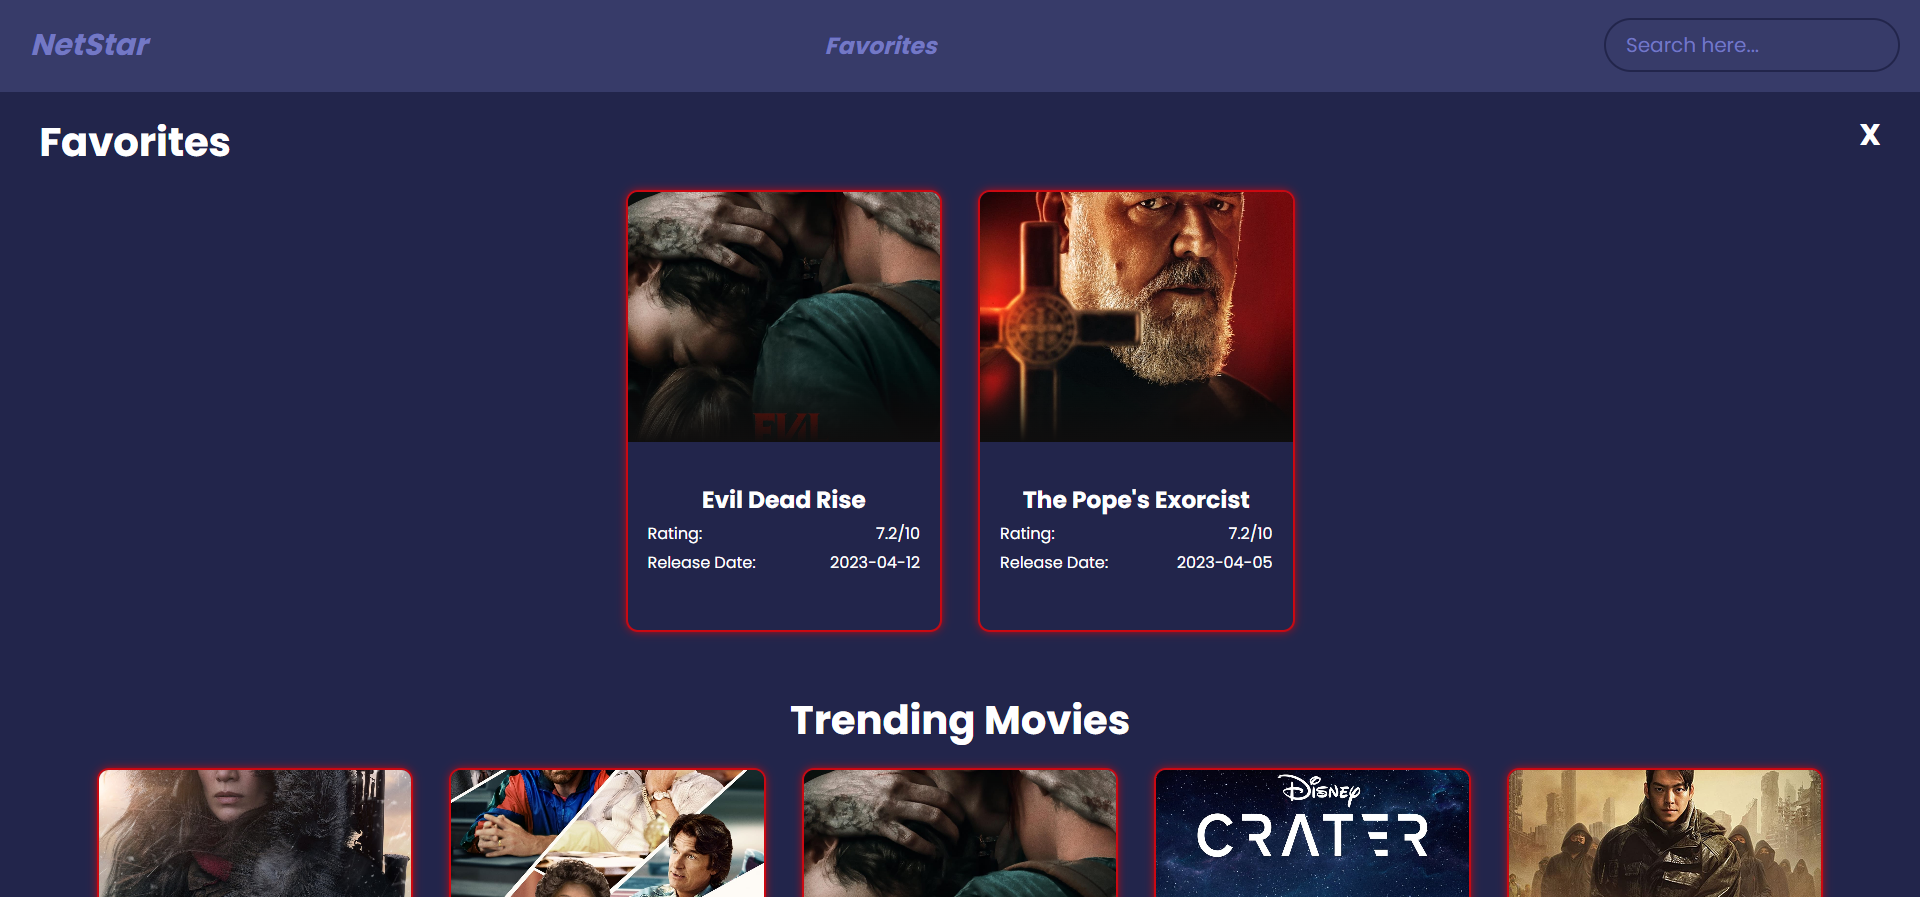 NetStar
Favorites
Search here...
Favorites
X
EVIL
Evil Dead Rise
Rating: 7.2/10
Release Date: 2023-04-12
The Pope's Exorcist
Rating: 7.2/10
Release Date: 2023-04-05
Trending Movies
Disney
CRATER